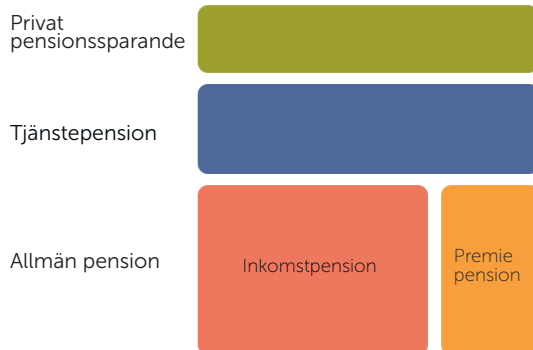 Privat
pensionssparande
Tjänstepension
Allmän pension
Inkomstpension
Premie
pension